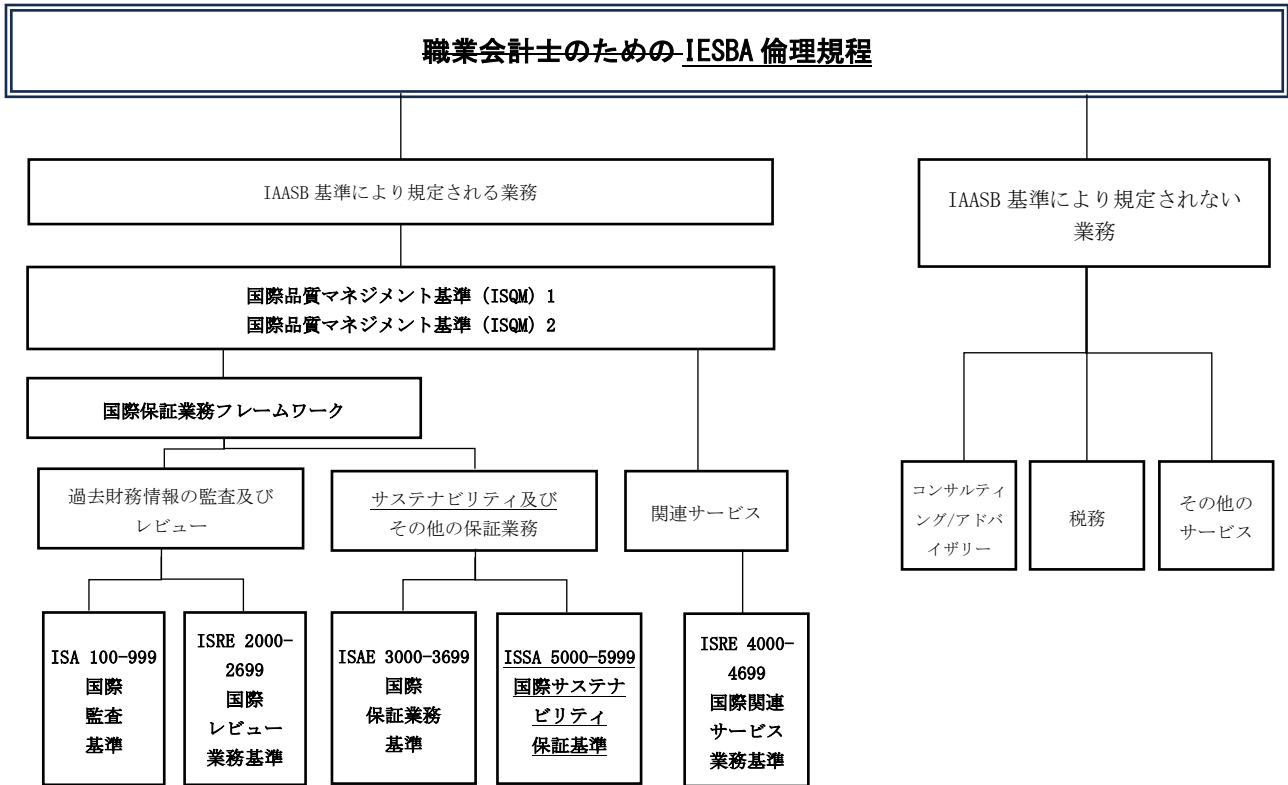 職業会計士のための IESBA 倫理規程
IAASB 基準により規定される業務
IAASB 基準により規定されない
業務
国際品質マネジメント基準（ISQM）1
国際品質マネジメント基準（ISQM）2
国際保証業務フレームワーク
過去財務情報の監査及び
レビュー
サステナビリティ及び
その他の保証業務
関連サービス
コンサルティ
ング/アドバ
イザリー
税務
その他の
サービス
ISA 100-999
国際
監査
基準
ISRE 2000-
2699
国際
レビュー
業務基準
ISAE 3000-3699
国際
保証業務
基準
ISSA 5000-5999
国際サステナ
ビリティ
保証基準
ISRE 4000-
4699
国際関連
サービス
業務基準